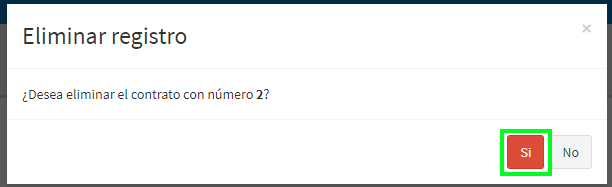 Eliminar registro
×
¿Desea eliminar el contrato con número 2?
Si
No